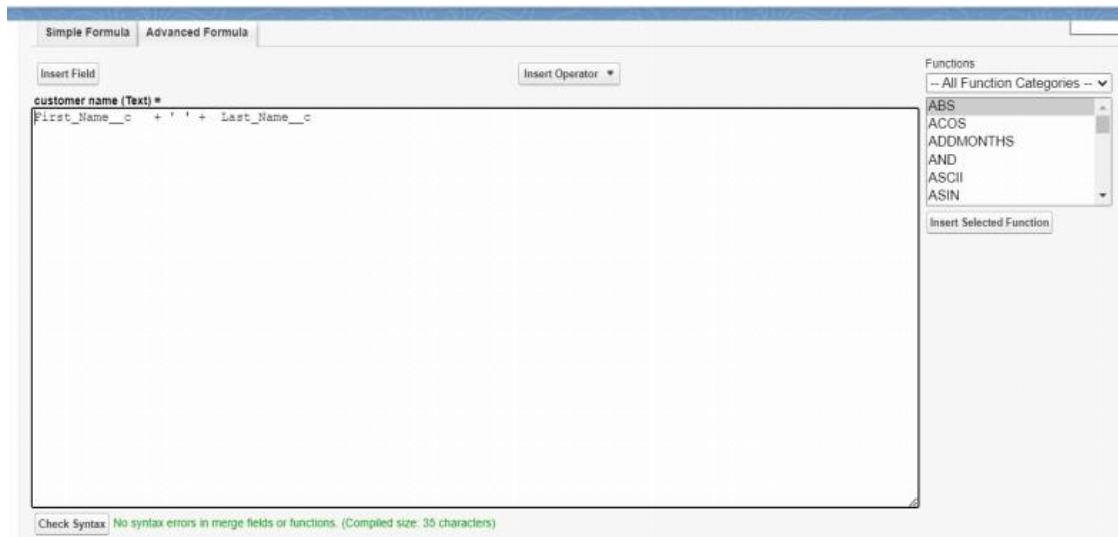 Simple Formula Advanced Formula
Insert Field Insert Operator
Functions
-- All Function Categories --
customer name (Text) =
First_Name__c + ' ' + Last_Name__c
ABS
ACOS
ADDMONTHS
AND
ASCII
ASIN
Insert Selected Function
Check Syntax No syntax errors in merge fields or functions. (Compiled size: 35 characters)